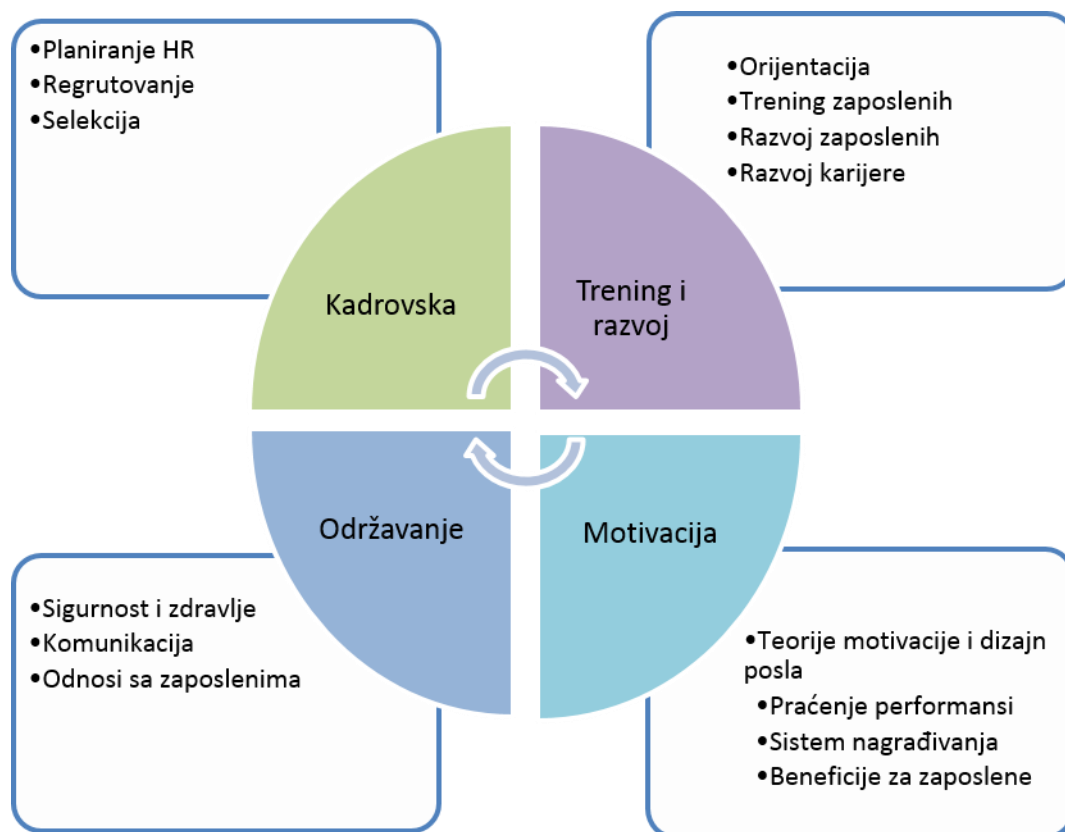 •Planiranje HR
•Regrutovanje
•Selekcija
•Orijentacija
•Trening zaposlenih
•Razvoj zaposlenih
•Razvoj karijere
Kadrovska
Trening i
razvoj
Održavanje
Motivacija
•Sigurnost i zdravlje
•Komunikacija
•Odnosi sa zaposlenima
•Teorije motivacije i dizajn
posla
•Praćenje performansi
•Sistem nagrađivanja
•Beneficije za zaposlene